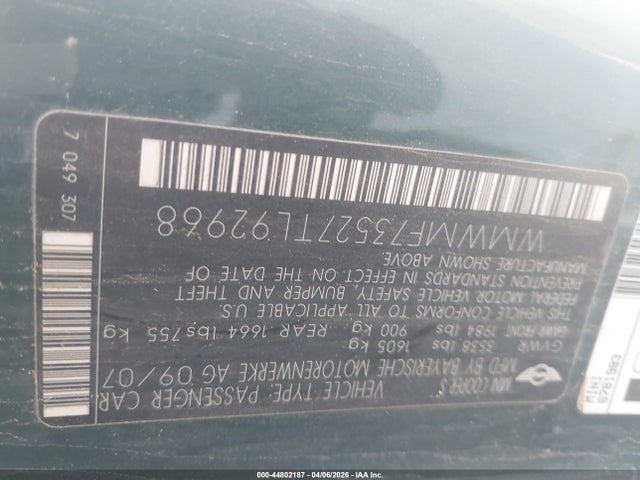 MINI COOPER S
MFD BY BAYERISCHE MOTORENWERKE AG 09/07
VEHICLE TYPE: PASSENGER CAR
GVWR 3538 lbs 1605 kg
GAWR FRONT 1984 lbs 900 kg REAR 1664 lbs 755 kg
THIS VEHICLE CONFORMS TO ALL APPLICABLE U.S.
FEDERAL MOTOR VEHICLE SAFETY, BUMPER AND THEFT
PREVENTION STANDARDS IN EFFECT ON THE DATE OF
MANUFACTURE SHOWN ABOVE.
WMWMF73527TL92968
7 049 307
MINI
000-44802187 - 04/06/2026 - IAA Inc.